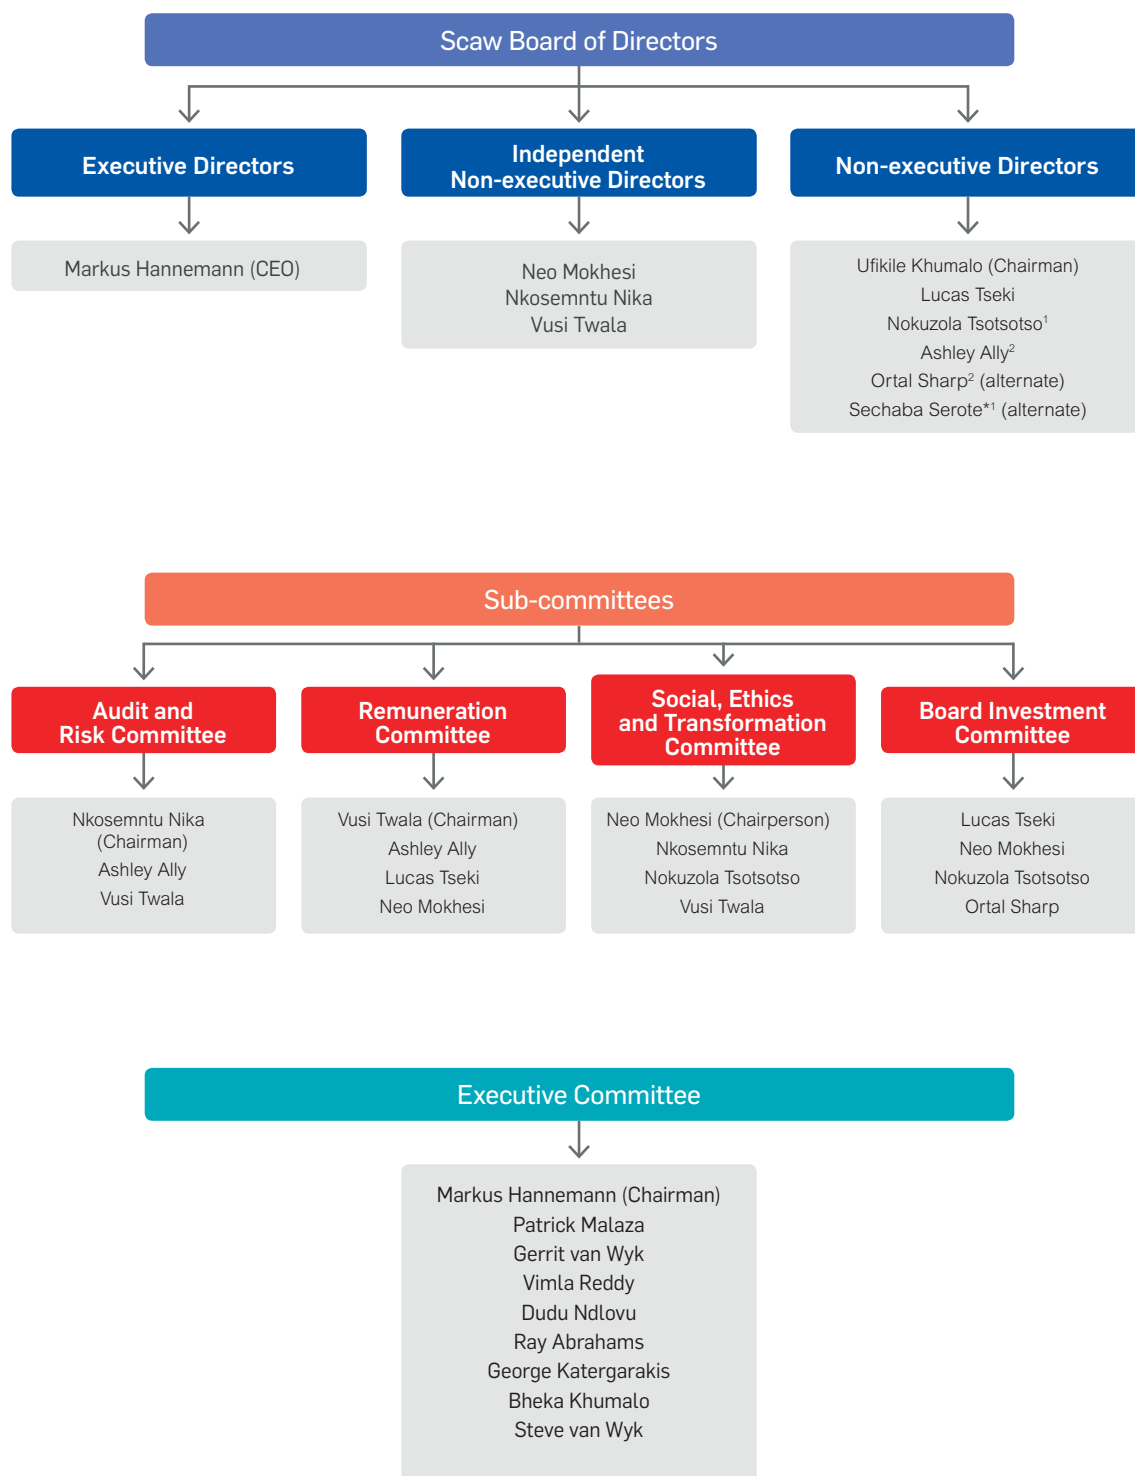 Scaw Board of Directors
Executive Directors
Independent
Non-executive Directors
Non-executive Directors
Markus Hannemann (CEO)
Neo Mokhesi
Nkosemntu Nika
Vusi Twala
Ufikile Khumalo (Chairman)
Lucas Tseki
Nokuzola Tsotsotso¹
Ashley Ally²
Ortal Sharp² (alternate)
Sechaba Serote*¹ (alternate)
Sub-committees
Audit and
Risk Committee
Remuneration
Committee
Social, Ethics
and Transformation
Committee
Board Investment
Committee
Nkosemntu Nika
(Chairman)
Ashley Ally
Vusi Twala
Vusi Twala (Chairman)
Ashley Ally
Lucas Tseki
Neo Mokhesi
Neo Mokhesi (Chairperson)
Nkosemntu Nika
Nokuzola Tsotsotso
Vusi Twala
Lucas Tseki
Neo Mokhesi
Nokuzola Tsotsotso
Ortal Sharp
Executive Committee
Markus Hannemann (Chairman)
Patrick Malaza
Gerrit van Wyk
Vimla Reddy
Dudu Ndlovu
Ray Abrahams
George Katergarakis
Bheka Khumalo
Steve van Wyk